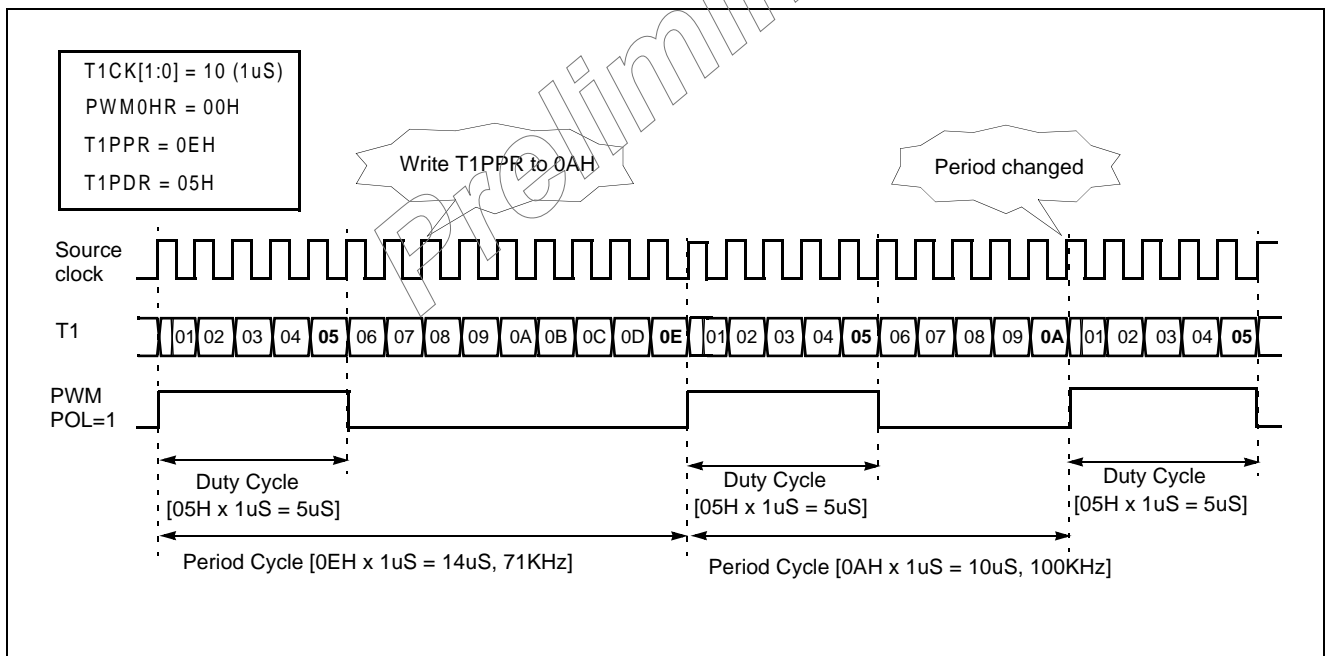 Preliminary
T1CK[1:0] = 10 (1uS)
PWM0HR = 00H
T1PPR = 0EH
T1PDR = 05H
Write T1PPR to 0AH
Period changed
Source
clock
T1
01 02 03 04 05 06 07 08 09 0A 0B 0C 0D 0E 01 02 03 04 05 06 07 08 09 0A 01 02 03 04 05
PWM
POL=1
Duty Cycle
[05H x 1uS = 5uS]
Duty Cycle
[05H x 1uS = 5uS]
Duty Cycle
[05H x 1uS = 5uS]
Period Cycle [0EH x 1uS = 14uS, 71KHz]
Period Cycle [0AH x 1uS = 10uS, 100KHz]